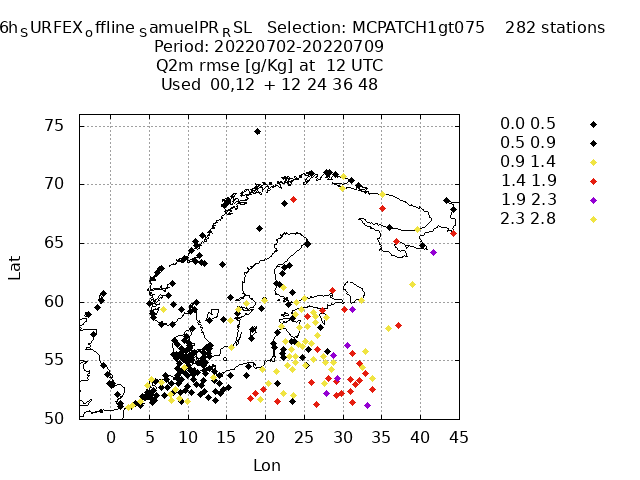 6h_SURFEX_offline_SamuelPR_RSL Selection: MCPATCH1gt075 282 stations
Period: 20220702-20220709
Q2m rmse [g/Kg] at 12 UTC
Used 00,12 + 12 24 36 48
75
70
65
60
55
50
0 5 10 15 20 25 30 35 40 45
Lat
Lon
0.0 0.5
0.5 0.9
0.9 1.4
1.4 1.9
1.9 2.3
2.3 2.8